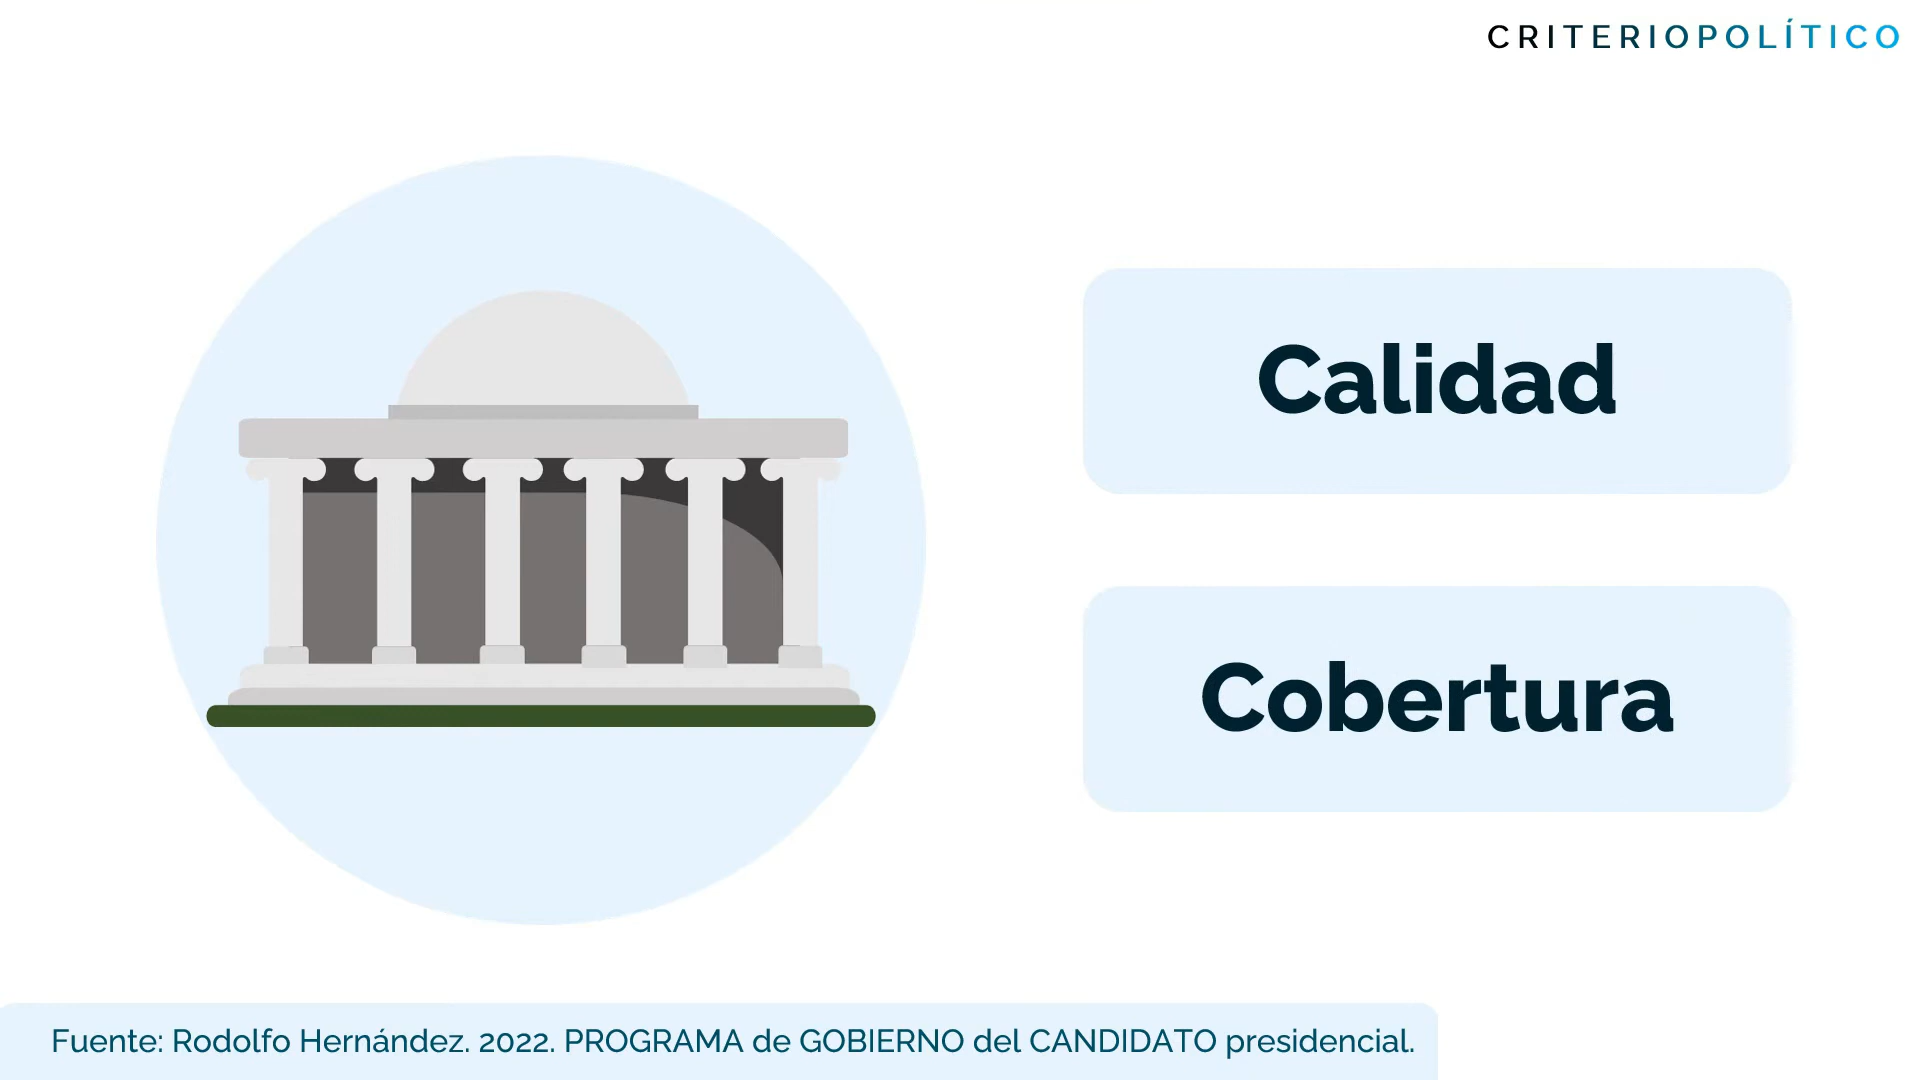 CRITERIOPOLÍTICO
Calidad
Cobertura
Fuente: Rodolfo Hernández. 2022. PROGRAMA de GOBIERNO del CANDIDATO presidencial.